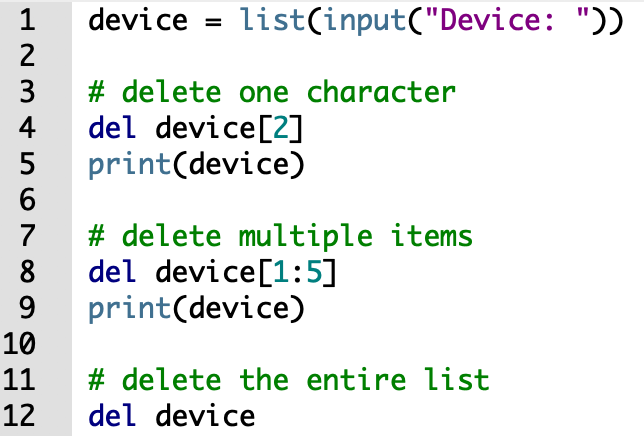 1 device = list(input("Device: "))
2
3 # delete one character
4 del device[2]
5 print(device)
6
7 # delete multiple items
8 del device[1:5]
9 print(device)
10
11 # delete the entire list
12 del device